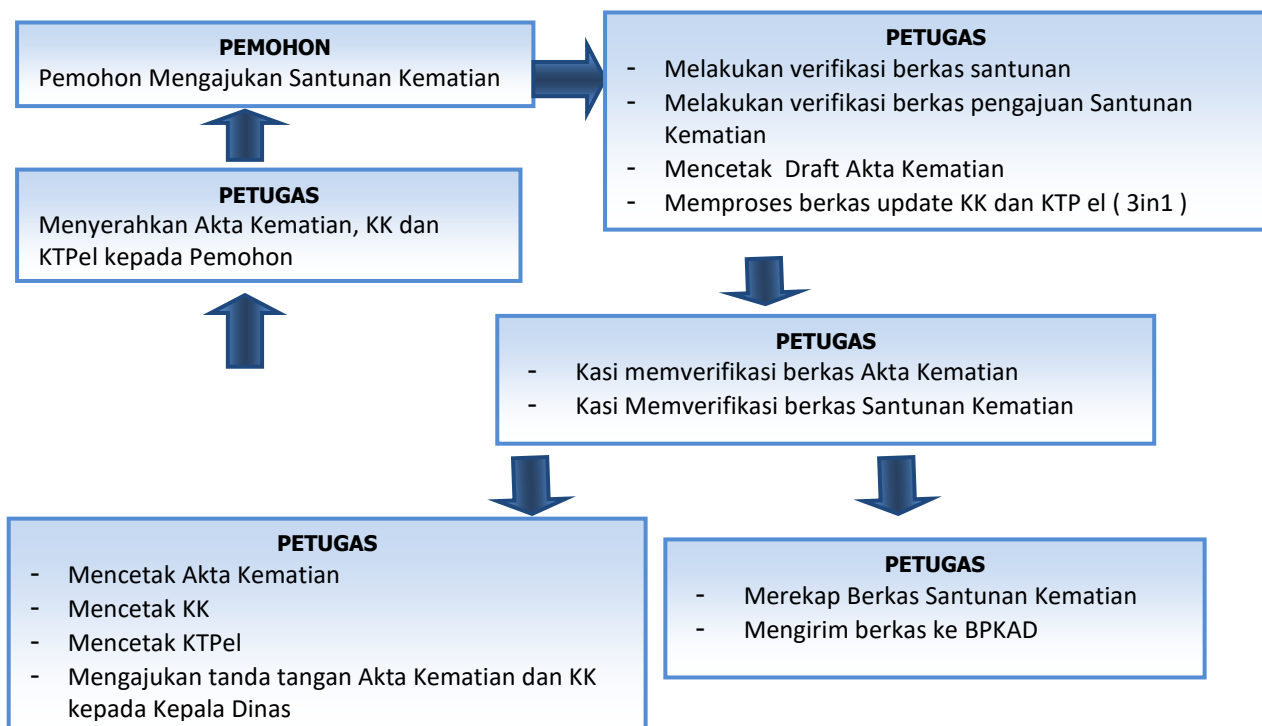 PEMOHON
Pemohon Mengajukan Santunan Kematian
PETUGAS
- Melakukan verifikasi berkas santunan
- Melakukan verifikasi berkas pengajuan Santunan
Kematian
- Mencetak Draft Akta Kematian
- Memproses berkas update KK dan KTP el ( 3in1 )
PETUGAS
Menyerahkan Akta Kematian, KK dan
KTPel kepada Pemohon
PETUGAS
- Kasi memverifikasi berkas Akta Kematian
- Kasi Memverifikasi berkas Santunan Kematian
PETUGAS
- Mencetak Akta Kematian
- Mencetak KK
- Mencetak KTPel
- Mengajukan tanda tangan Akta Kematian dan KK
kepada Kepala Dinas
PETUGAS
- Merekap Berkas Santunan Kematian
- Mengirim berkas ke BPKAD